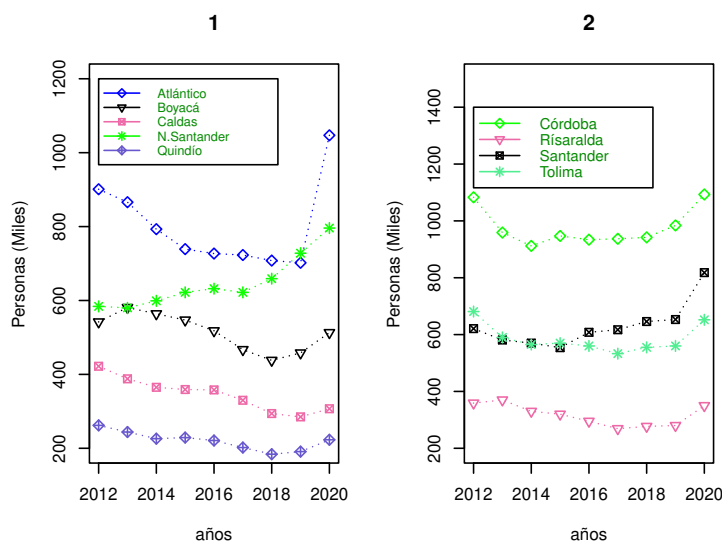 1
1200
1000
800
600
400
200
Personas (Miles)
Atlántico
Boyacá
Caldas
N.Santander
Quindío
2012 2014 2016 2018 2020
años
2
1400
1200
1000
800
600
400
200
Personas (Miles)
Córdoba
Rísaralda
Santander
Tolima
2012 2014 2016 2018 2020
años